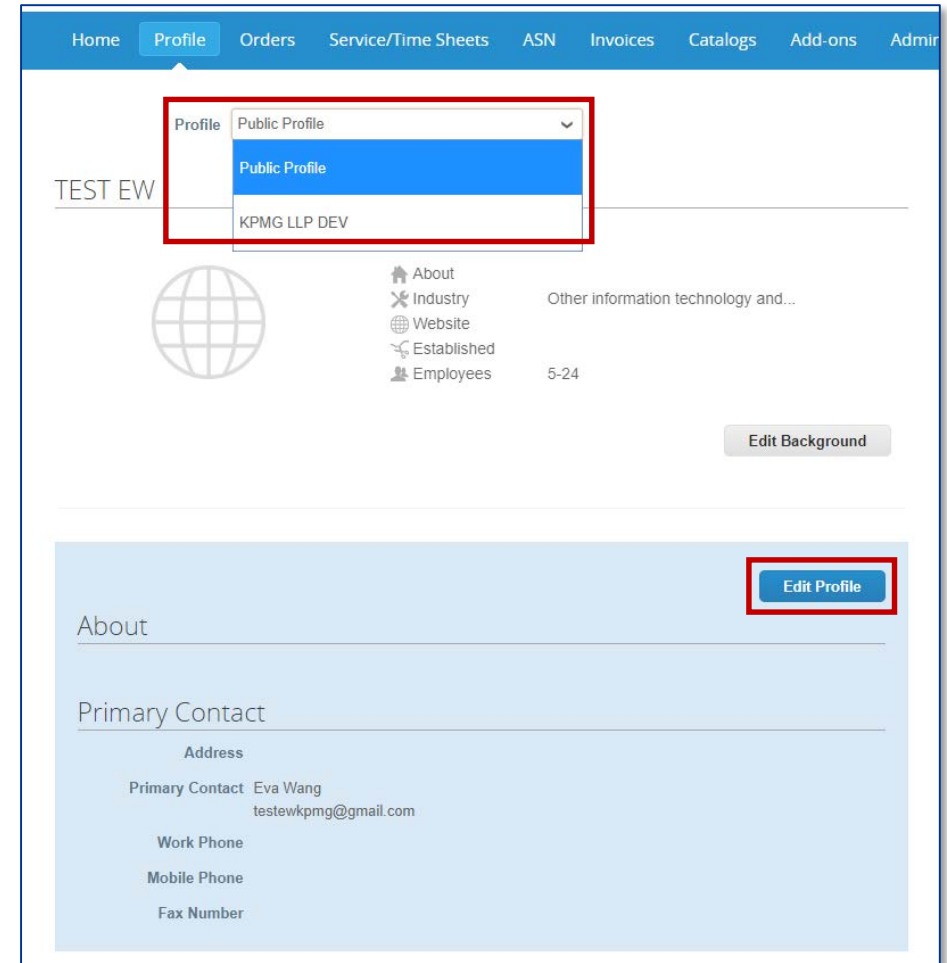 Home Profile Orders Service/Time Sheets ASN Invoices Catalogs Add-ons Admin
Profile Public Profile
Public Profile
TEST EW
KPMG LLP DEV
About
Industry Other information technology and...
Website
Established
Employees 5-24
Edit Background
Edit Profile
About
Primary Contact
Address
Primary Contact Eva Wang
testewkpmg@gmail.com
Work Phone
Mobile Phone
Fax Number